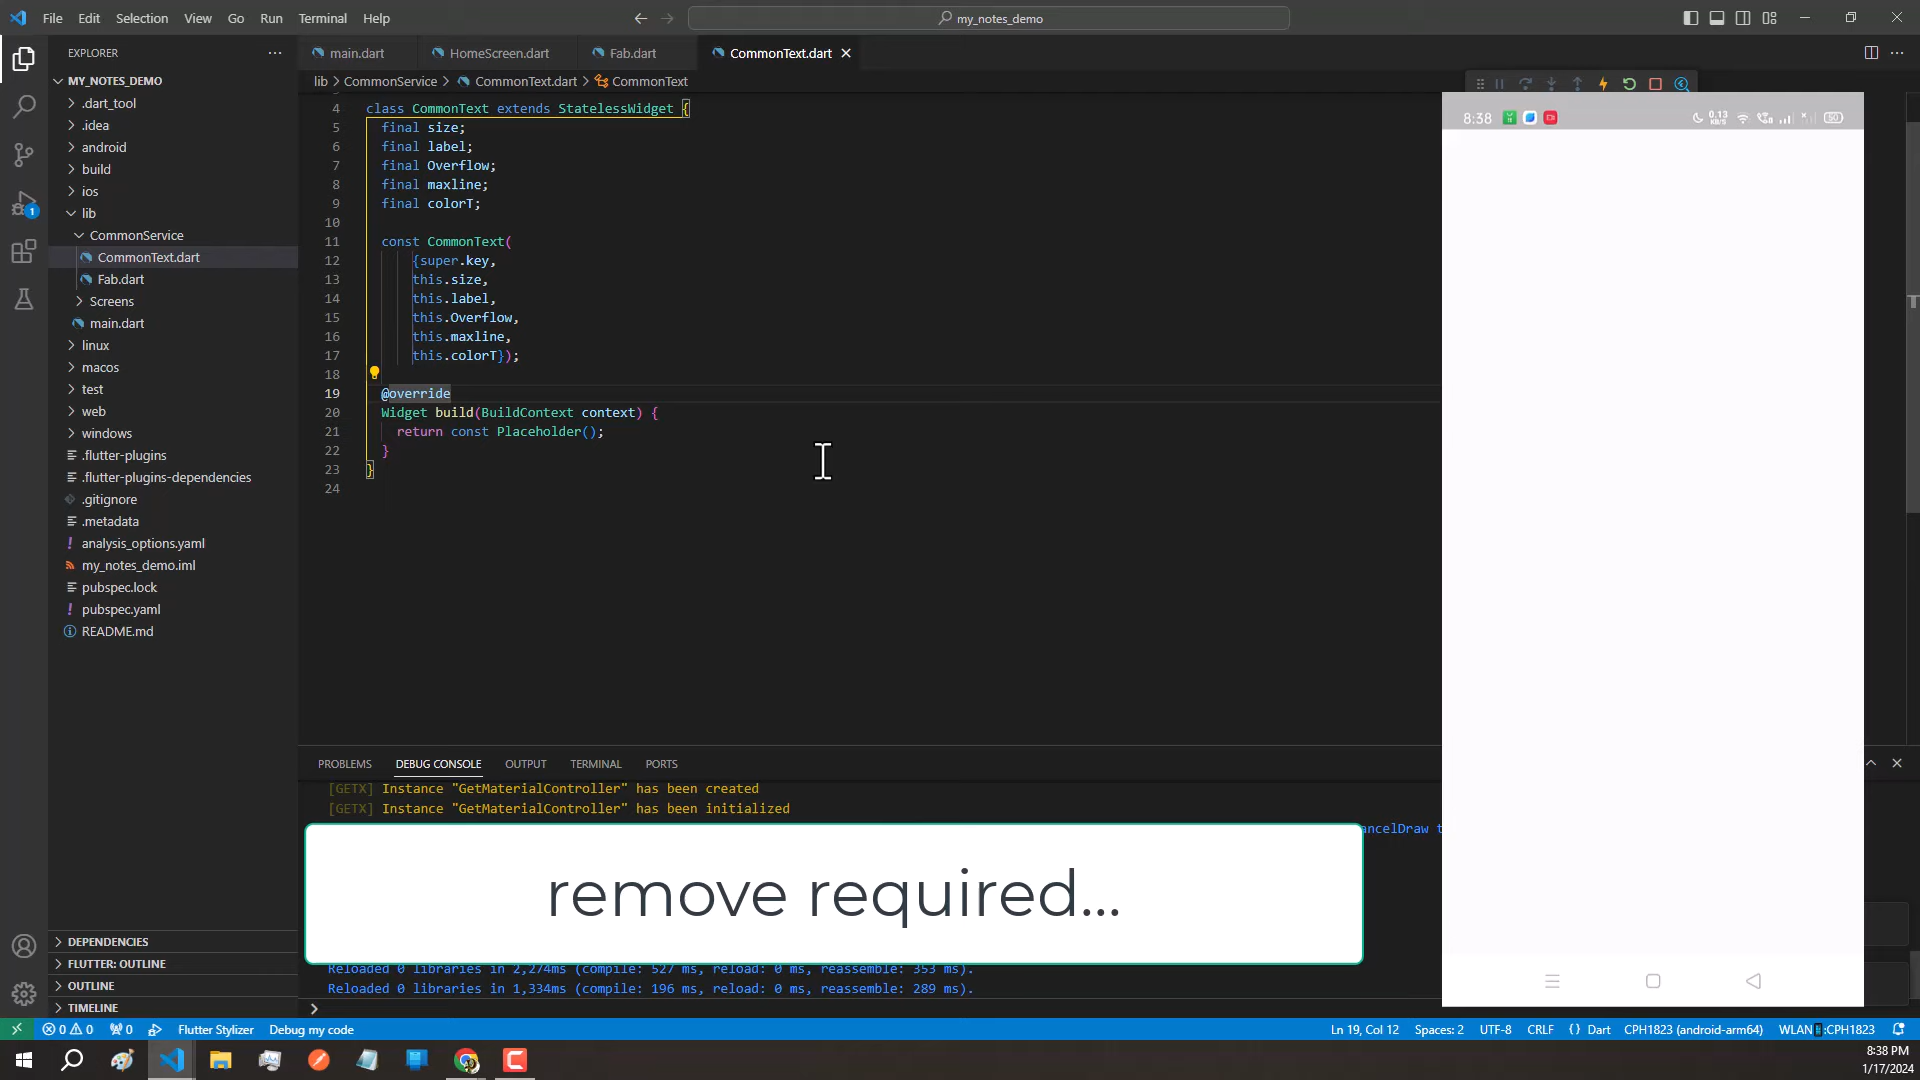 File Edit Selection View Go Run Terminal Help
my_notes_demo
EXPLORER
main.dart HomeScreen.dart Fab.dart CommonText.dart
lib > CommonService > CommonText.dart > CommonText
MY_NOTES_DEMO
.dart_tool
.idea
android
build
ios
lib
CommonService
CommonText.dart
Fab.dart
Screens
main.dart
linux
macos
test
web
windows
.flutter-plugins
.flutter-plugins-dependencies
.gitignore
.metadata
analysis_options.yaml
my_notes_demo.iml
pubspec.lock
pubspec.yaml
README.md
DEPENDENCIES
FLUTTER: OUTLINE
OUTLINE
TIMELINE
4 class CommonText extends StatelessWidget {
5 final size;
6 final label;
7 final Overflow;
8 final maxline;
9 final colorT;
10
11 const CommonText(
12 {super.key,
13 this.size,
14 this.label,
15 this.Overflow,
16 this.maxline,
17 this.colorT});
18
19 @override
20 Widget build(BuildContext context) {
21 return const Placeholder();
22 }
23 }
24
8:38 0.13 KB/S 60
PROBLEMS DEBUG CONSOLE OUTPUT TERMINAL PORTS
[GETX] Instance "GetMaterialController" has been created
[GETX] Instance "GetMaterialController" has been initialized
ancelDraw t
remove required...
Reloaded 0 libraries in 2,274ms (compile: 527 ms, reload: 0 ms, reassemble: 353 ms).
Reloaded 0 libraries in 1,334ms (compile: 196 ms, reload: 0 ms, reassemble: 289 ms).
0 0 0 Flutter Stylizer Debug my code
Ln 19, Col 12 Spaces: 2 UTF-8 CRLF {} Dart CPH1823 (android-arm64) WLAN :CPH1823
8:38 PM
1/17/2024